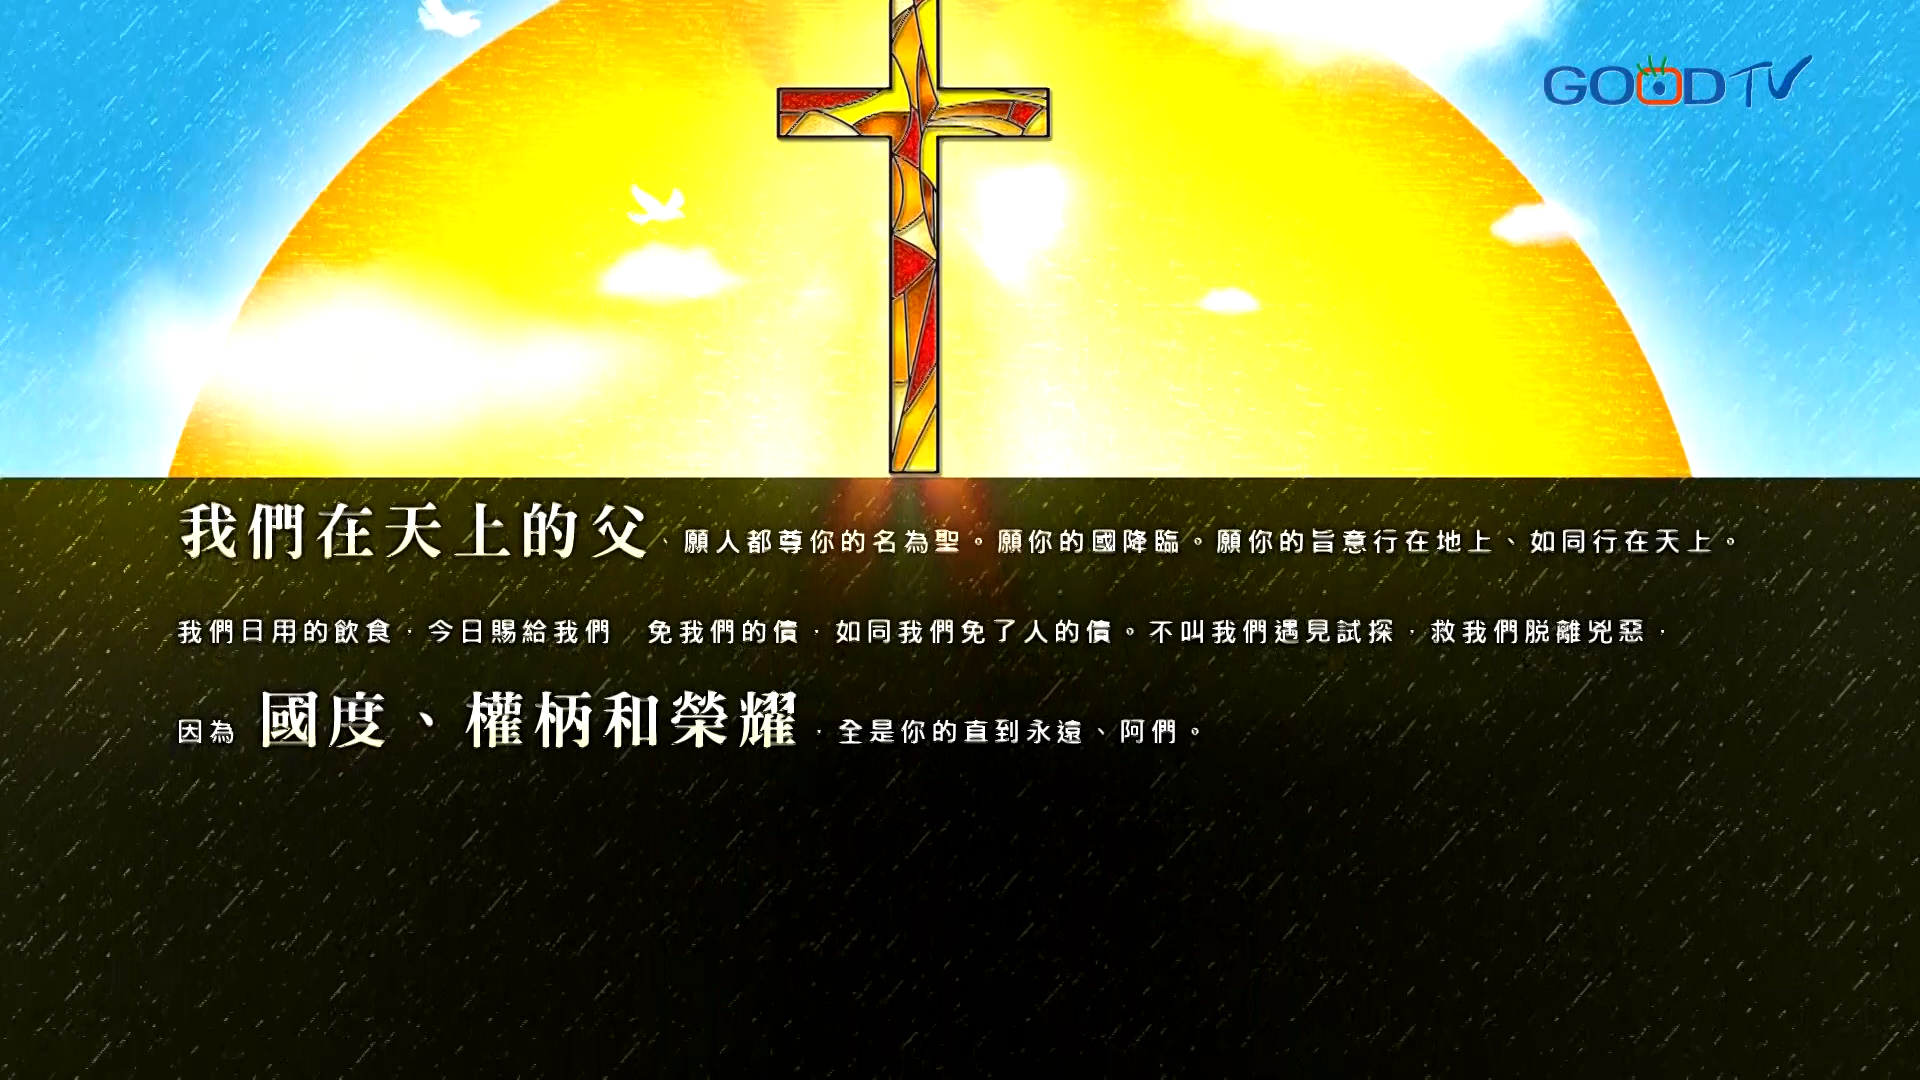 GOODTV
我們在天上的父、願人都尊你的名為聖。願你的國降臨。願你的旨意行在地上、如同行在天上。
我們日用的飲食，今日賜給我們　免我們的債，如同我們免了人的債。不叫我們遇見試探，救我們脫離兇惡，
因為 國度、權柄和榮耀，全是你的直到永遠、阿們。